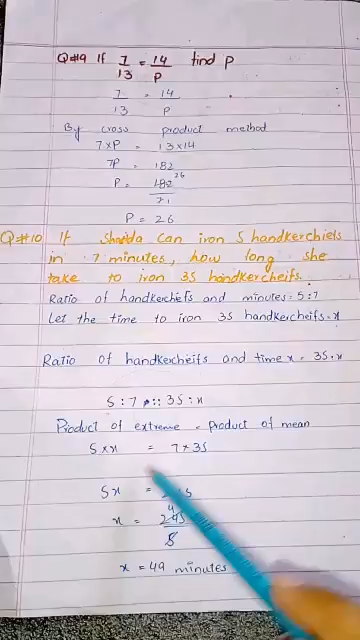 Q#9 If 7/13 = 14/P find P
7/13 = 14/P
By cross product method
7×P = 13×14
7P = 182
P = 182/7 26
P = 26
Q#10 If Shaida can iron 5 handkerchiefs
in 7 minutes, how long she
take to iron 35 handkercheifs.
Ratio of handkerchiefs and minutes = 5:7
Let the time to iron 35 handkercheifs = x
Ratio of handkercheifs and time x = 35:x
5 : 7 :: 35 : x
Product of extreme = product of mean
5 × x = 7 × 35
5x =
x = 245/5
x = 49 minutes